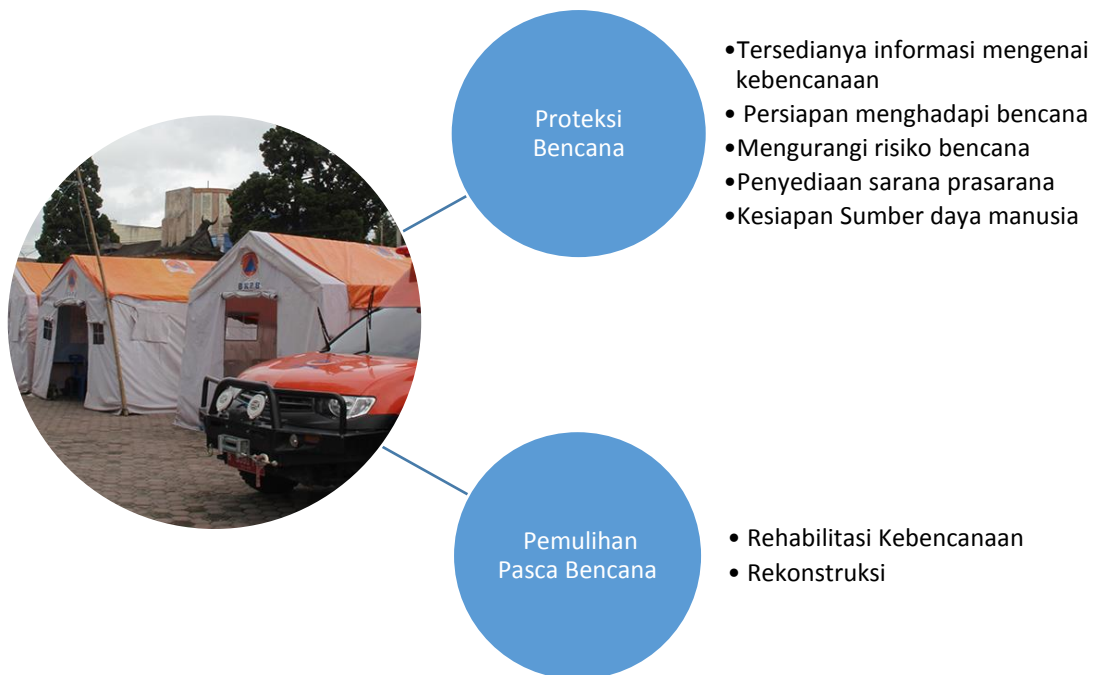 Proteksi
Bencana
•Tersedianya informasi mengenai
kebencanaan
• Persiapan menghadapi bencana
•Mengurangi risiko bencana
•Penyediaan sarana prasarana
•Kesiapan Sumber daya manusia
Pemulihan
Pasca Bencana
• Rehabilitasi Kebencanaan
• Rekonstruksi